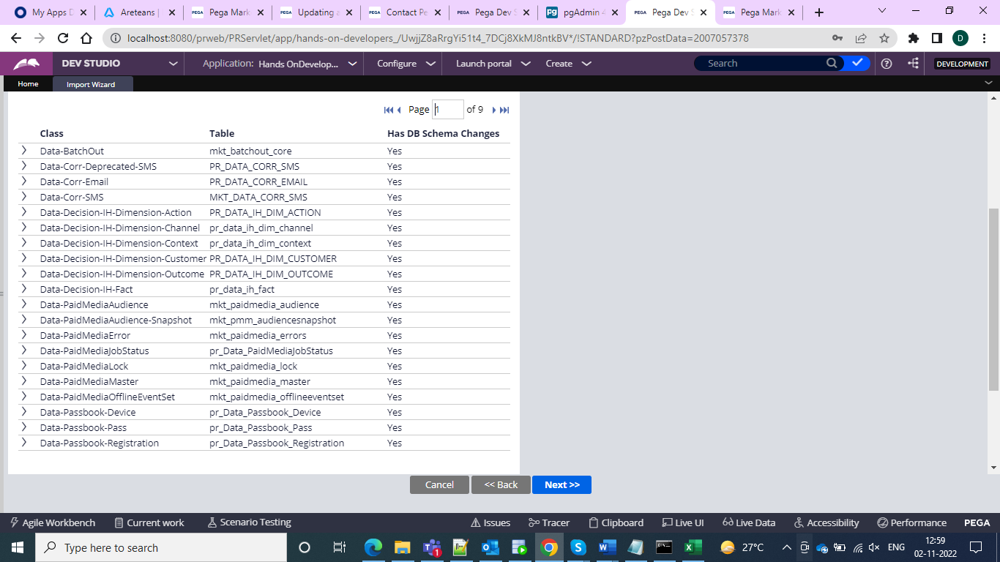 My Apps D
Areteans |
PEGA Pega Mark
PEGA Updating a
PEGA Contact Pe
PEGA Pega Dev S
Pg pgAdmin 4
PEGA Pega Dev S
PEGA Pega Mark
localhost:8080/prweb/PRServlet/app/hands-on-developers_/UwjjZ8aRrgYi51t4_7DCj8XkMJ8ntkBV*/!STANDARD?pzPostData=2007057378
D
DEV STUDIO
Application: Hands OnDevelop...
Configure
Launch portal
Create
Search
DEVELOPMENT
Home
Import Wizard
Page 1 of 9
Class Table Has DB Schema Changes
Data-BatchOut mkt_batchout_core Yes
Data-Corr-Deprecated-SMS PR_DATA_CORR_SMS Yes
Data-Corr-Email PR_DATA_CORR_EMAIL Yes
Data-Corr-SMS MKT_DATA_CORR_SMS Yes
Data-Decision-IH-Dimension-Action PR_DATA_IH_DIM_ACTION Yes
Data-Decision-IH-Dimension-Channel pr_data_ih_dim_channel Yes
Data-Decision-IH-Dimension-Context pr_data_ih_dim_context Yes
Data-Decision-IH-Dimension-Customer PR_DATA_IH_DIM_CUSTOMER Yes
Data-Decision-IH-Dimension-Outcome PR_DATA_IH_DIM_OUTCOME Yes
Data-Decision-IH-Fact pr_data_ih_fact Yes
Data-PaidMediaAudience mkt_paidmedia_audience Yes
Data-PaidMediaAudience-Snapshot mkt_pmm_audiencesnapshot Yes
Data-PaidMediaError mkt_paidmedia_errors Yes
Data-PaidMediaJobStatus pr_Data_PaidMediaJobStatus Yes
Data-PaidMediaLock mkt_paidmedia_lock Yes
Data-PaidMediaMaster mkt_paidmedia_master Yes
Data-PaidMediaOfflineEventSet mkt_paidmedia_offlineeventset Yes
Data-Passbook-Device pr_Data_Passbook_Device Yes
Data-Passbook-Pass pr_Data_Passbook_Pass Yes
Data-Passbook-Registration pr_Data_Passbook_Registration Yes
Cancel
<< Back
Next >>
Agile Workbench
Current work
Scenario Testing
Issues
Tracer
Clipboard
Live UI
Live Data
Accessibility
Performance
PEGA
Type here to search
1
27°C
ENG
12:59
02-11-2022